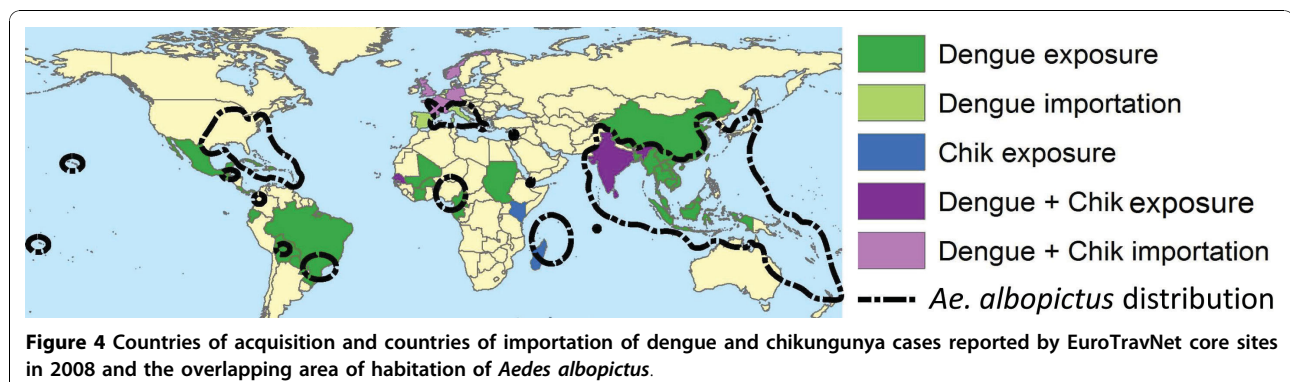 Dengue exposure
Dengue importation
Chik exposure
Dengue + Chik exposure
Dengue + Chik importation
Ae. albopictus distribution
Figure 4 Countries of acquisition and countries of importation of dengue and chikungunya cases reported by EuroTravNet core sites
in 2008 and the overlapping area of habitation of Aedes albopictus.